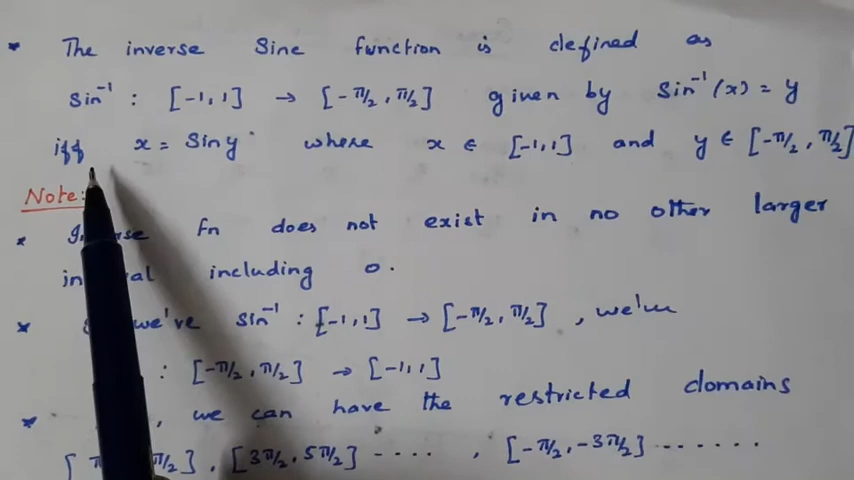 * The inverse Sine function is defined as
Sin⁻¹ : [-1, 1] → [-π/2, π/2] given by Sin⁻¹(x) = y
iff x = Sin y where x ∈ [-1, 1] and y ∈ [-π/2, π/2]
Note:
* fn does not exist in no other larger
including 0.
* we've sin⁻¹ : [-1, 1] → [-π/2, π/2] , we'll
: [-π/2, π/2] → [-1, 1]
* , we can have the restricted domains
, [3π/2, 5π/2] ···· , [-π/2, -3π/2] ······